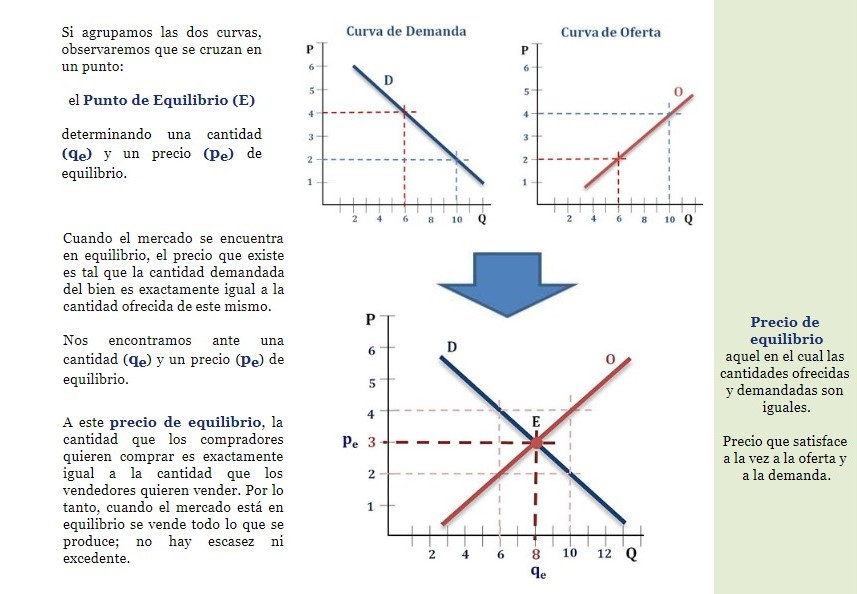 Si agrupamos las dos curvas,
observaremos que se cruzan en
un punto:
el Punto de Equilibrio (E)
determinando una cantidad
(qe) y un precio (pe) de
equilibrio.
Cuando el mercado se encuentra
en equilibrio, el precio que existe
es tal que la cantidad demandada
del bien es exactamente igual a la
cantidad ofrecida de este mismo.
Nos encontramos ante una
cantidad (qe) y un precio (pe) de
equilibrio.
A este precio de equilibrio, la
cantidad que los compradores
quieren comprar es exactamente
igual a la cantidad que los
vendedores quieren vender. Por lo
tanto, cuando el mercado está en
equilibrio se vende todo lo que se
produce; no hay escasez ni
excedente.
Curva de Demanda
P
6
5
4
3
2
1
D
2 4 6 8 10 Q
Curva de Oferta
P
6
5
4
3
2
1
O
2 4 6 8 10 Q
P
6
5
4
pe 3
2
1
D
O
E
2 4 6 8 10 12 Q
qe
Precio de
equilibrio
aquel en el cual las
cantidades ofrecidas
y demandadas son
iguales.
Precio que satisface
a la vez a la oferta y
a la demanda.